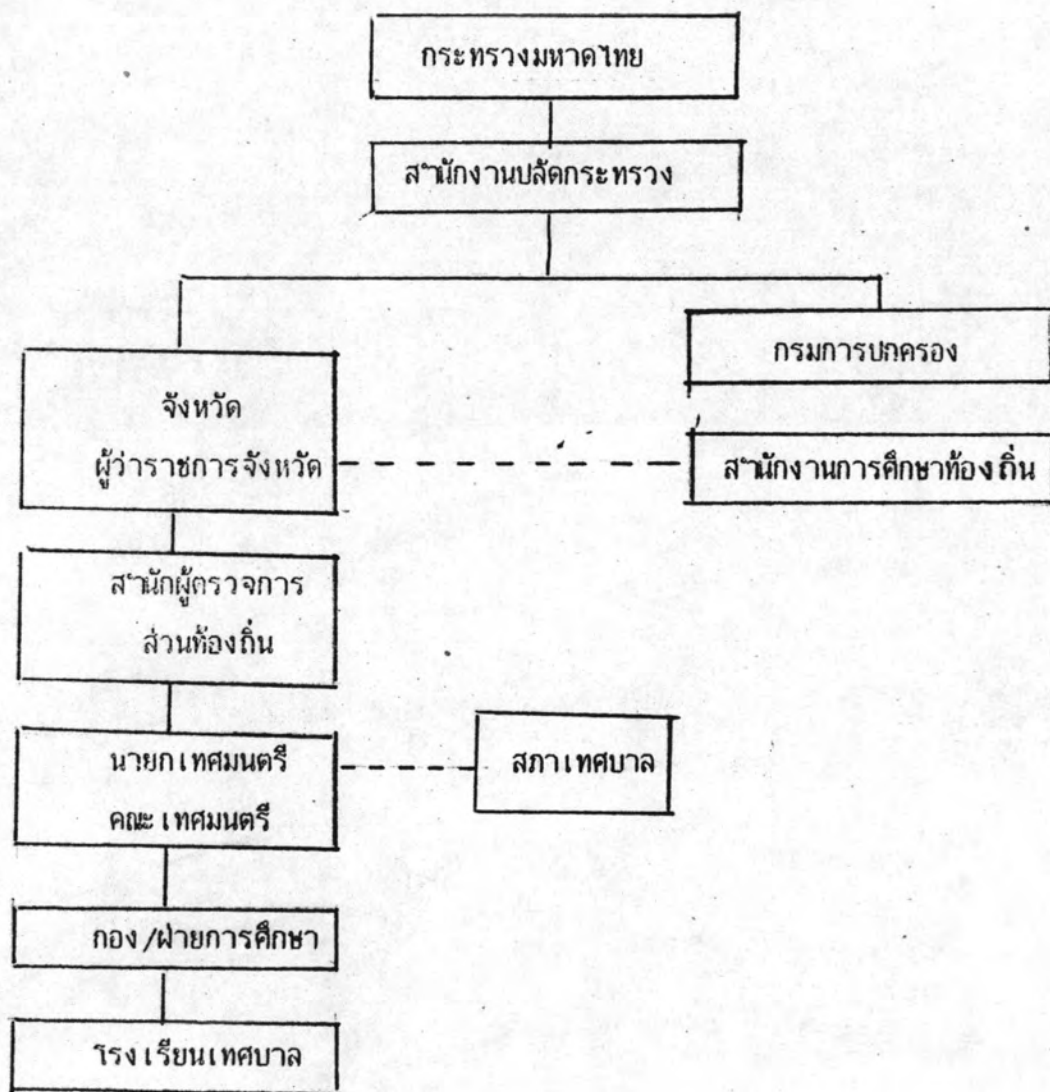 กระทรวงมหาดไทย
สำนักงานปลัดกระทรวง
กรมการปกครอง
จังหวัด
ผู้ว่าราชการจังหวัด
สำนักงานการศึกษาท้องถิ่น
สำนักผู้ตรวจการ
ส่วนท้องถิ่น
นายกเทศมนตรี
คณะเทศมนตรี
สภาเทศบาล
กอง/ฝ่ายการศึกษา
โรงเรียนเทศบาล